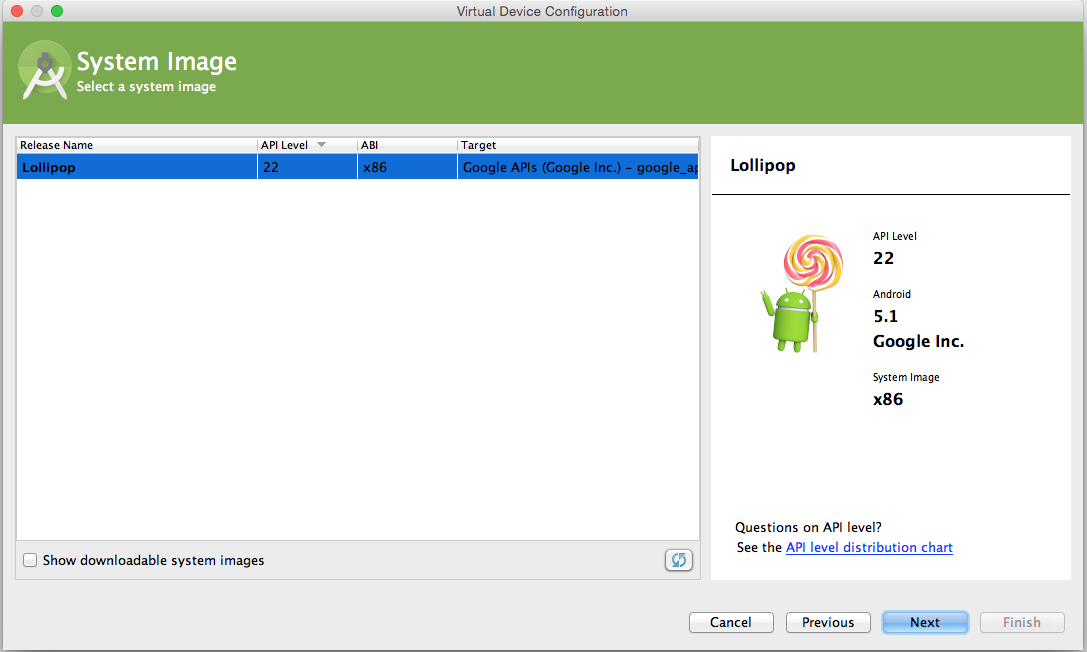 Virtual Device Configuration
System Image
Select a system image
Release Name API Level ABI Target
Lollipop 22 x86 Google APIs (Google Inc.) - google_ap
Show downloadable system images
Lollipop
API Level
22
Android
5.1
Google Inc.
System Image
x86
Questions on API level?
See the API level distribution chart
Cancel Previous Next Finish